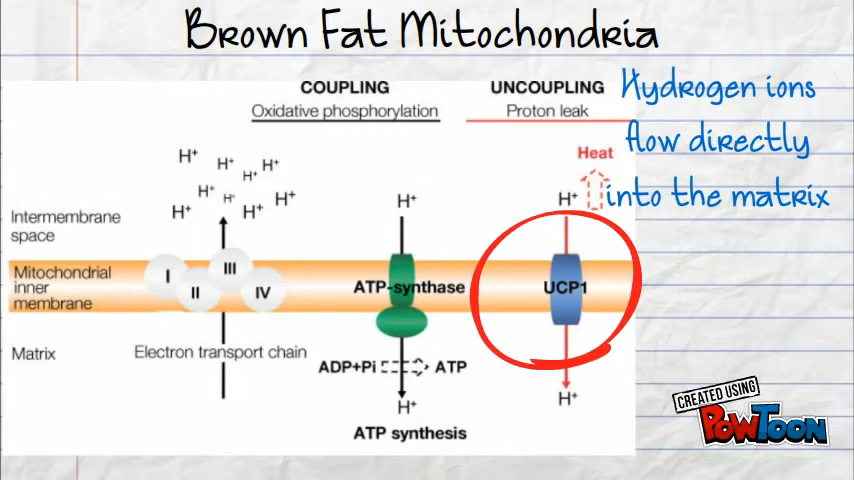 Brown Fat Mitochondria
COUPLING
Oxidative phosphorylation
UNCOUPLING
Proton leak
Hydrogen ions
flow directly
into the matrix
Heat
H+
H+
H+
H+
H+
H+
H+
H+
H+
H+
H+
Intermembrane
space
Mitochondrial
inner
membrane
I
II
III
IV
ATP-synthase
UCP1
Matrix
Electron transport chain
ADP+Pi
ATP
H+
H+
ATP synthesis
CREATED USING
POWTOON